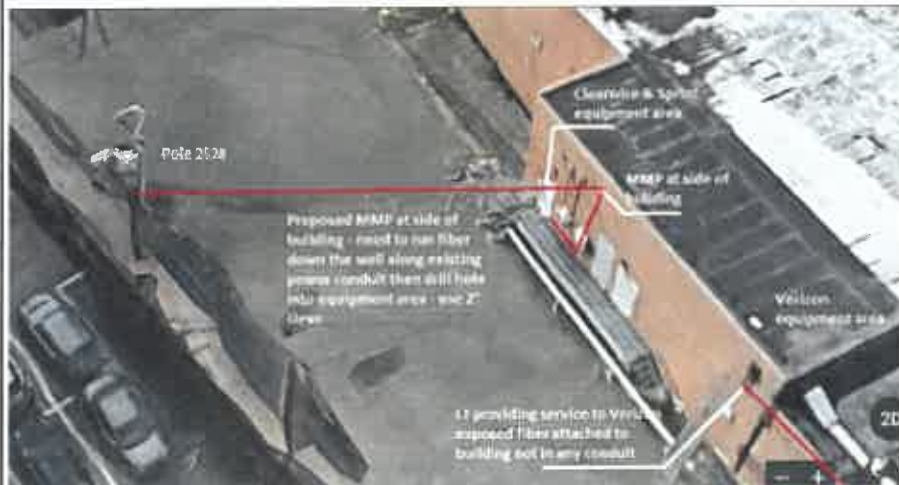 Clearwire & Sprint
equipment area
Pole 2628
MMP at side of
building
Proposed MMP at side of
building - need to run fiber
down the wall along existing
power conduit then drill hole
into equipment area - use 2"
Verizon
equipment area
LT providing service to Verizon
exposed fiber attached to
building not in any conduit
2D